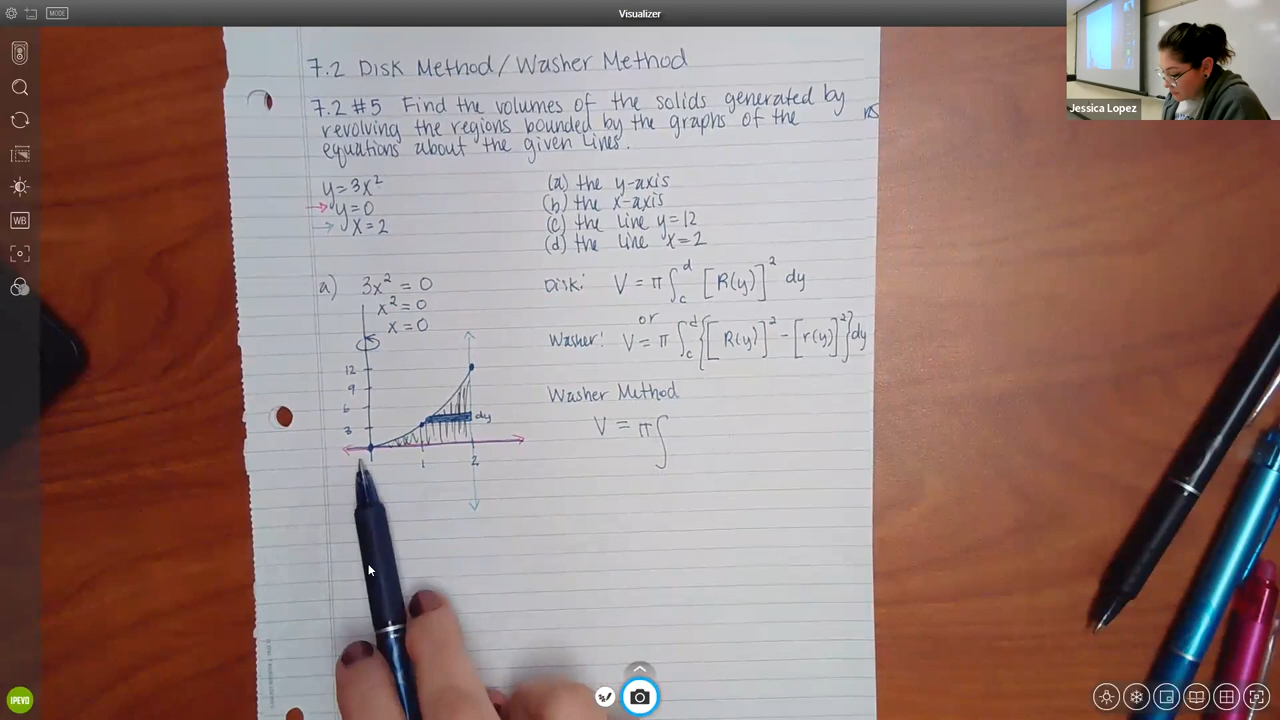 MODE
Visualizer
Jessica Lopez
WB
7.2 Disk Method/Washer Method
7.2 #5 Find the volumes of the solids generated by
revolving the regions bounded by the graphs of the
equations about the given lines.
y=3x²
y=0
x=2
(a) the y-axis
(b) the x-axis
(c) the line y=12
(d) the line x=2
a) 3x² = 0
x² = 0
x = 0
12
9
6
3
1
2
dy
Disk: V = π∫_c^d [R(y)]² dy
or
Washer: V = π∫_c^d {[R(y)]² - [r(y)]²}dy
Washer Method
V = π∫
IPEVO